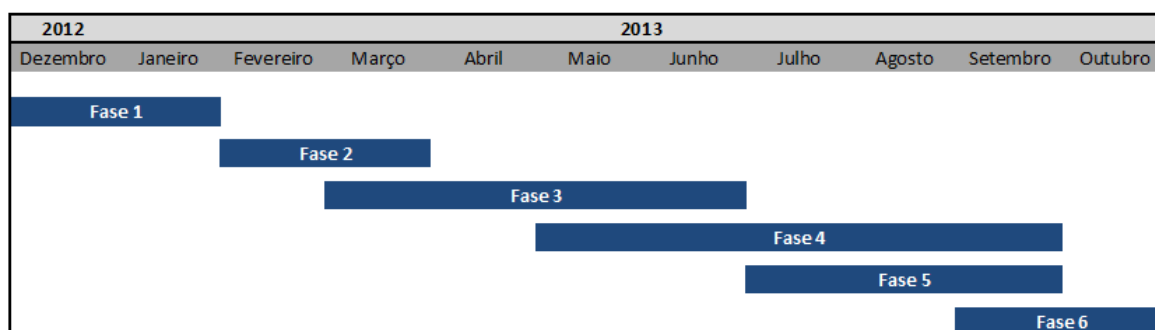 2012 2013
Dezembro Janeiro Fevereiro Março Abril Maio Junho Julho Agosto Setembro Outubro
Fase 1
Fase 2
Fase 3
Fase 4
Fase 5
Fase 6